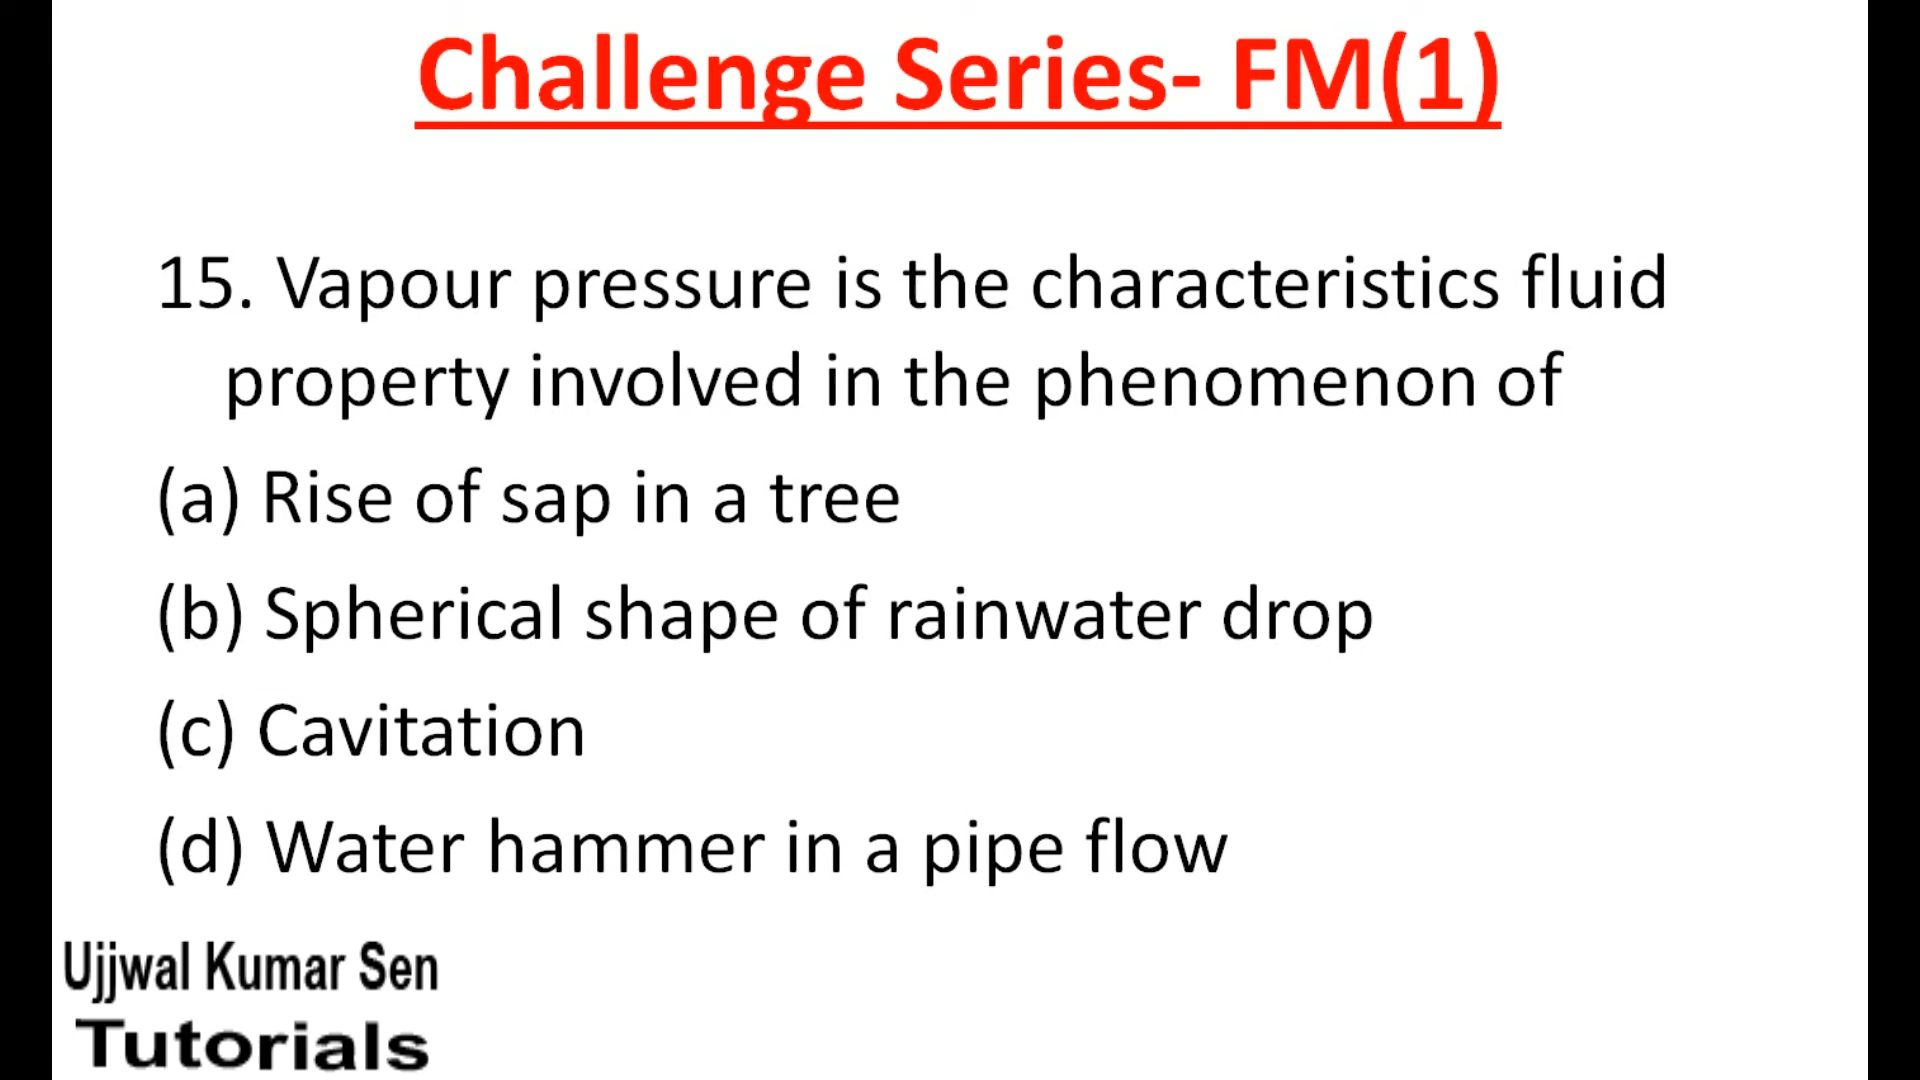 Challenge Series- FM(1)
15. Vapour pressure is the characteristics fluid
property involved in the phenomenon of
(a) Rise of sap in a tree
(b) Spherical shape of rainwater drop
(c) Cavitation
(d) Water hammer in a pipe flow
Ujjwal Kumar Sen
Tutorials